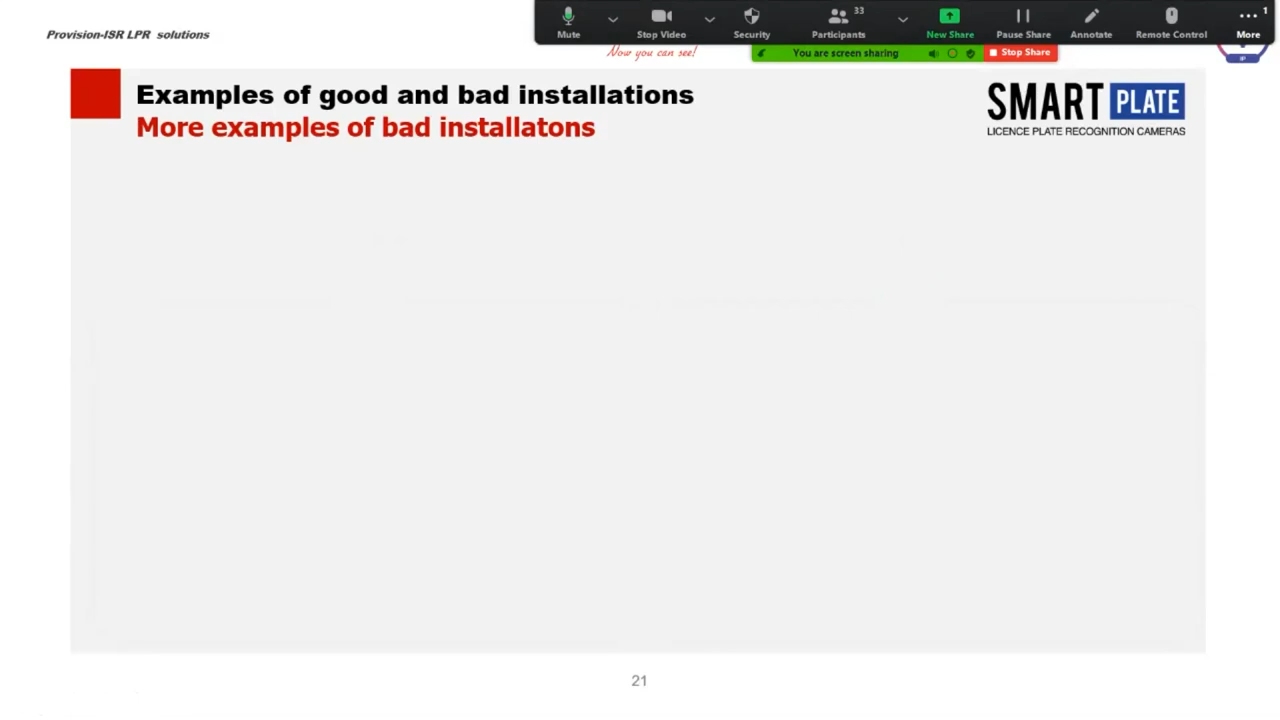 Provision-ISR LPR solutions
Mute
Stop Video
Security
33
Participants
New Share
Pause Share
Annotate
Remote Control
1
More
Now you can see!
You are screen sharing
Stop Share
IP
Examples of good and bad installations
More examples of bad installatons
SMART PLATE
LICENCE PLATE RECOGNITION CAMERAS
21